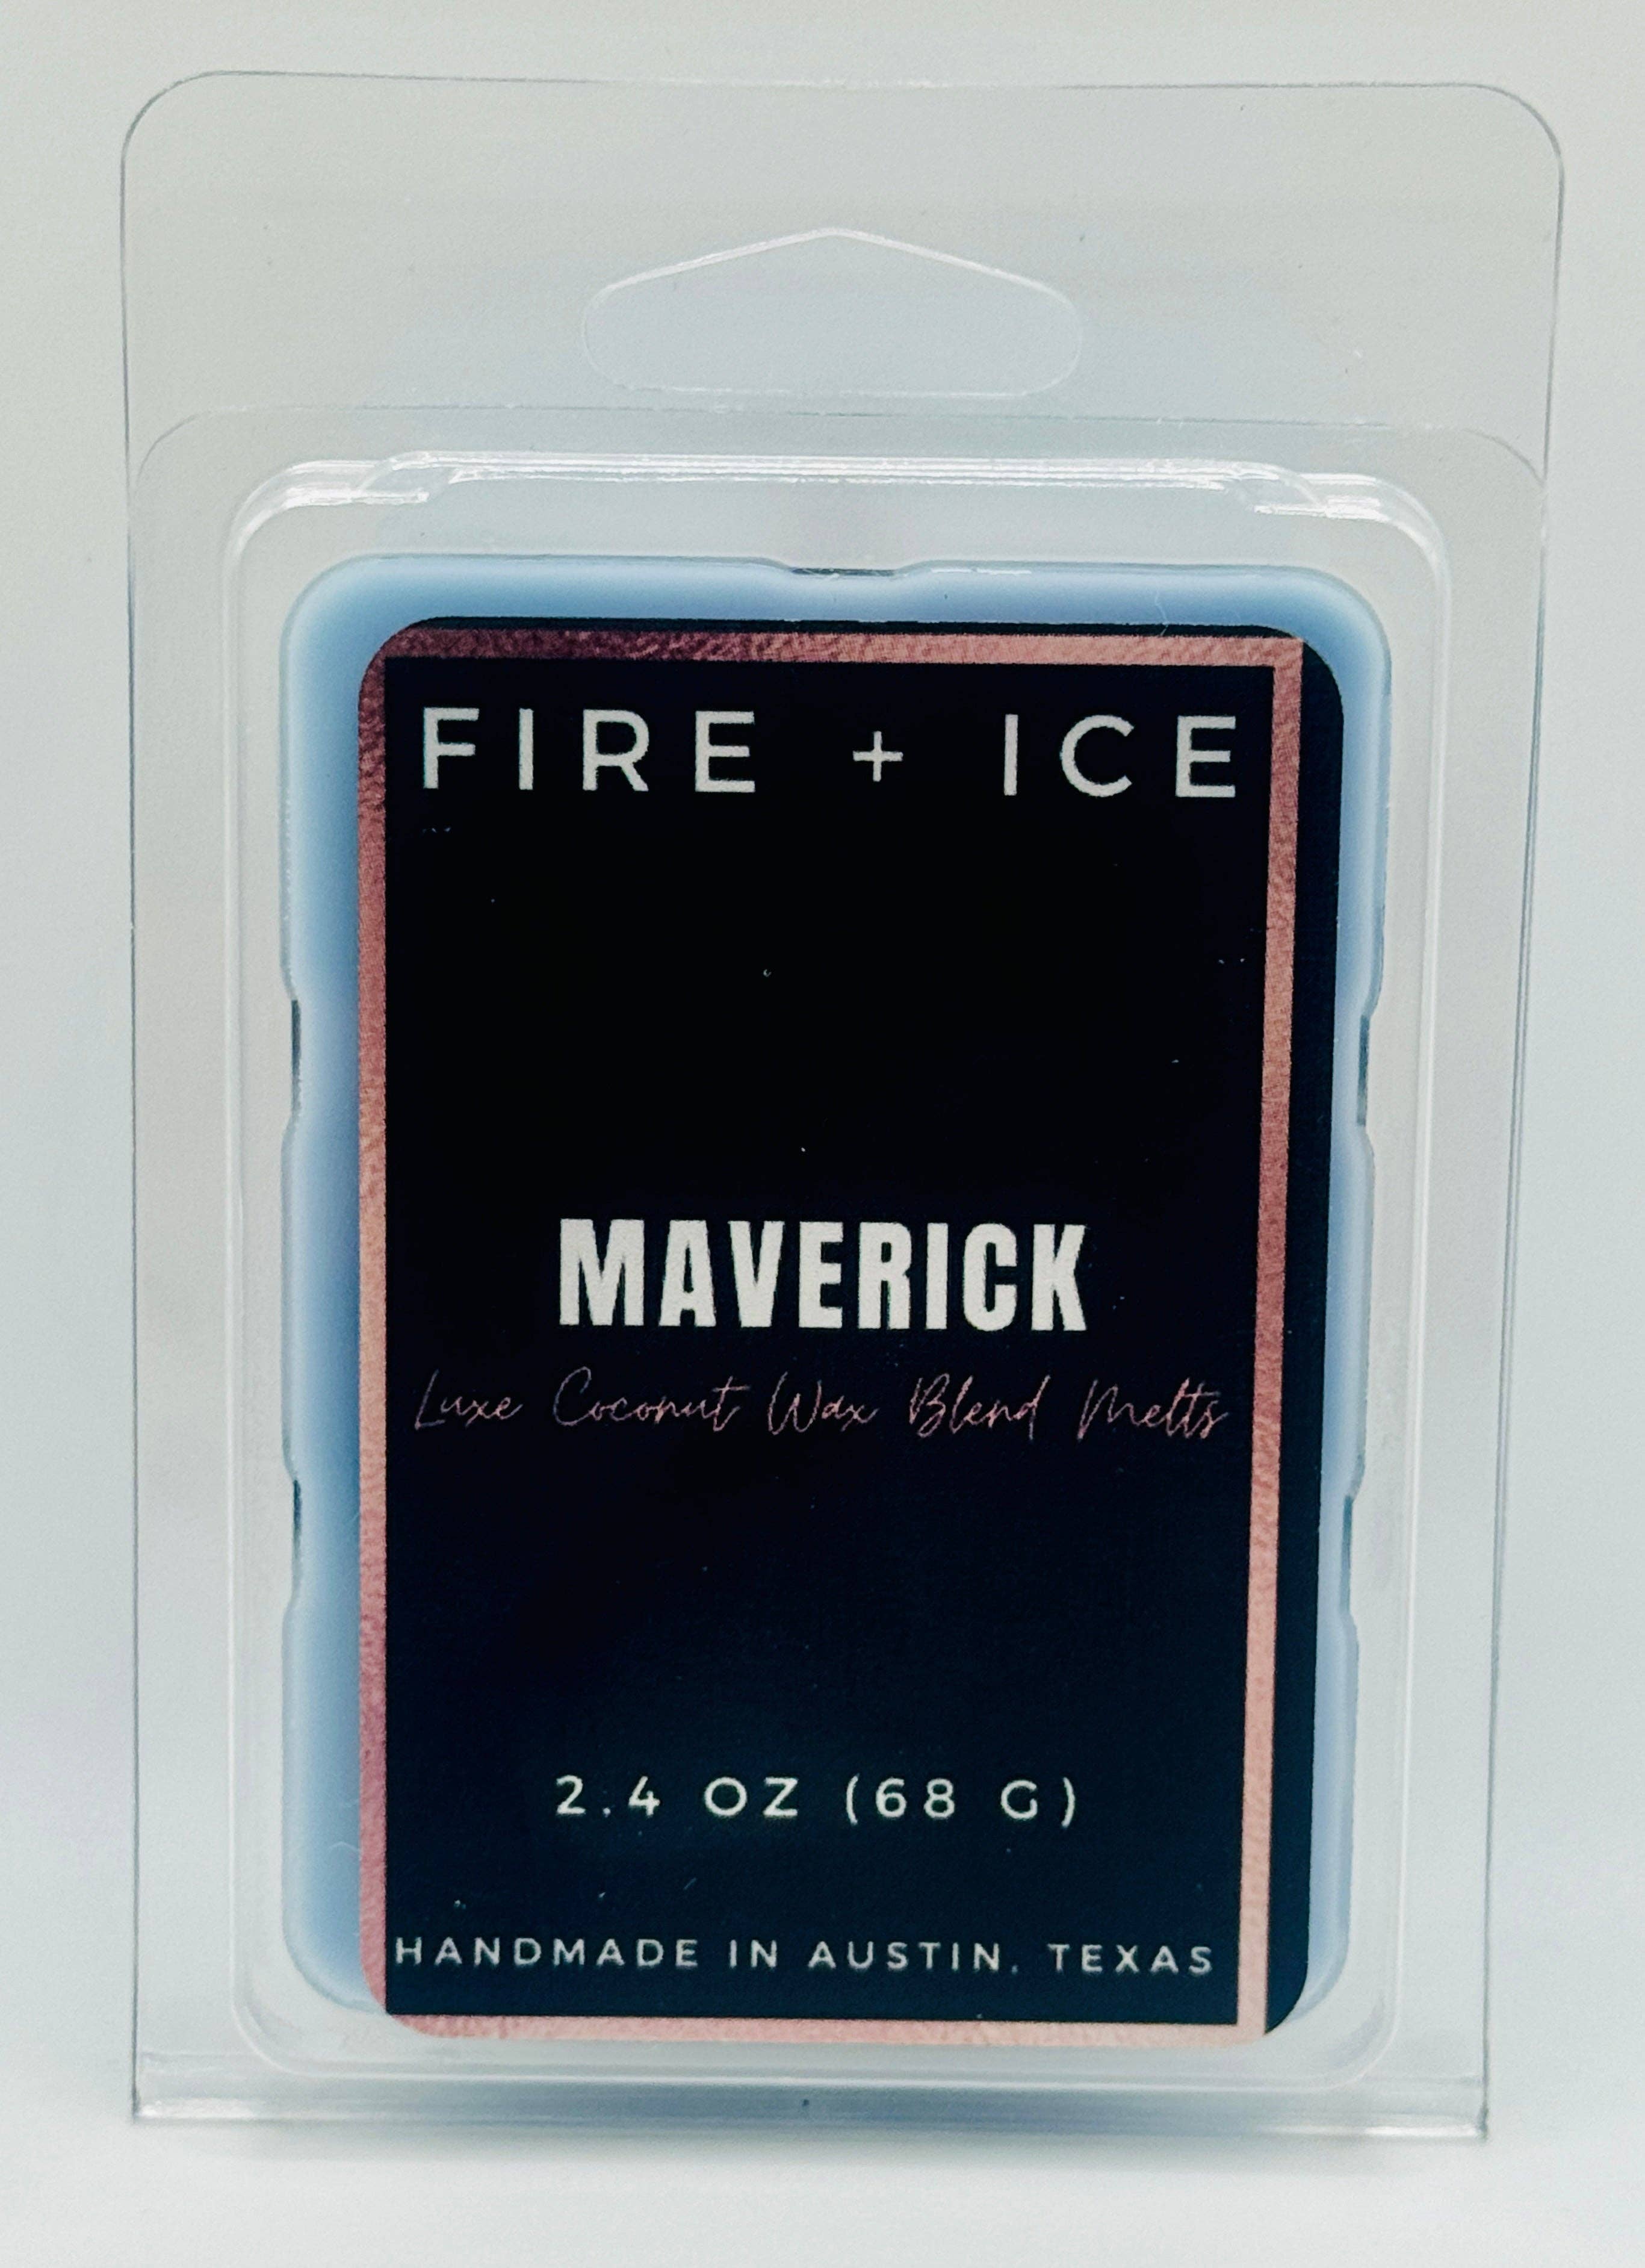 FIRE + ICE
MAVERICK
Luxe Coconut Wax Blend Melts
2.4 OZ (68 G)
HANDMADE IN AUSTIN, TEXAS